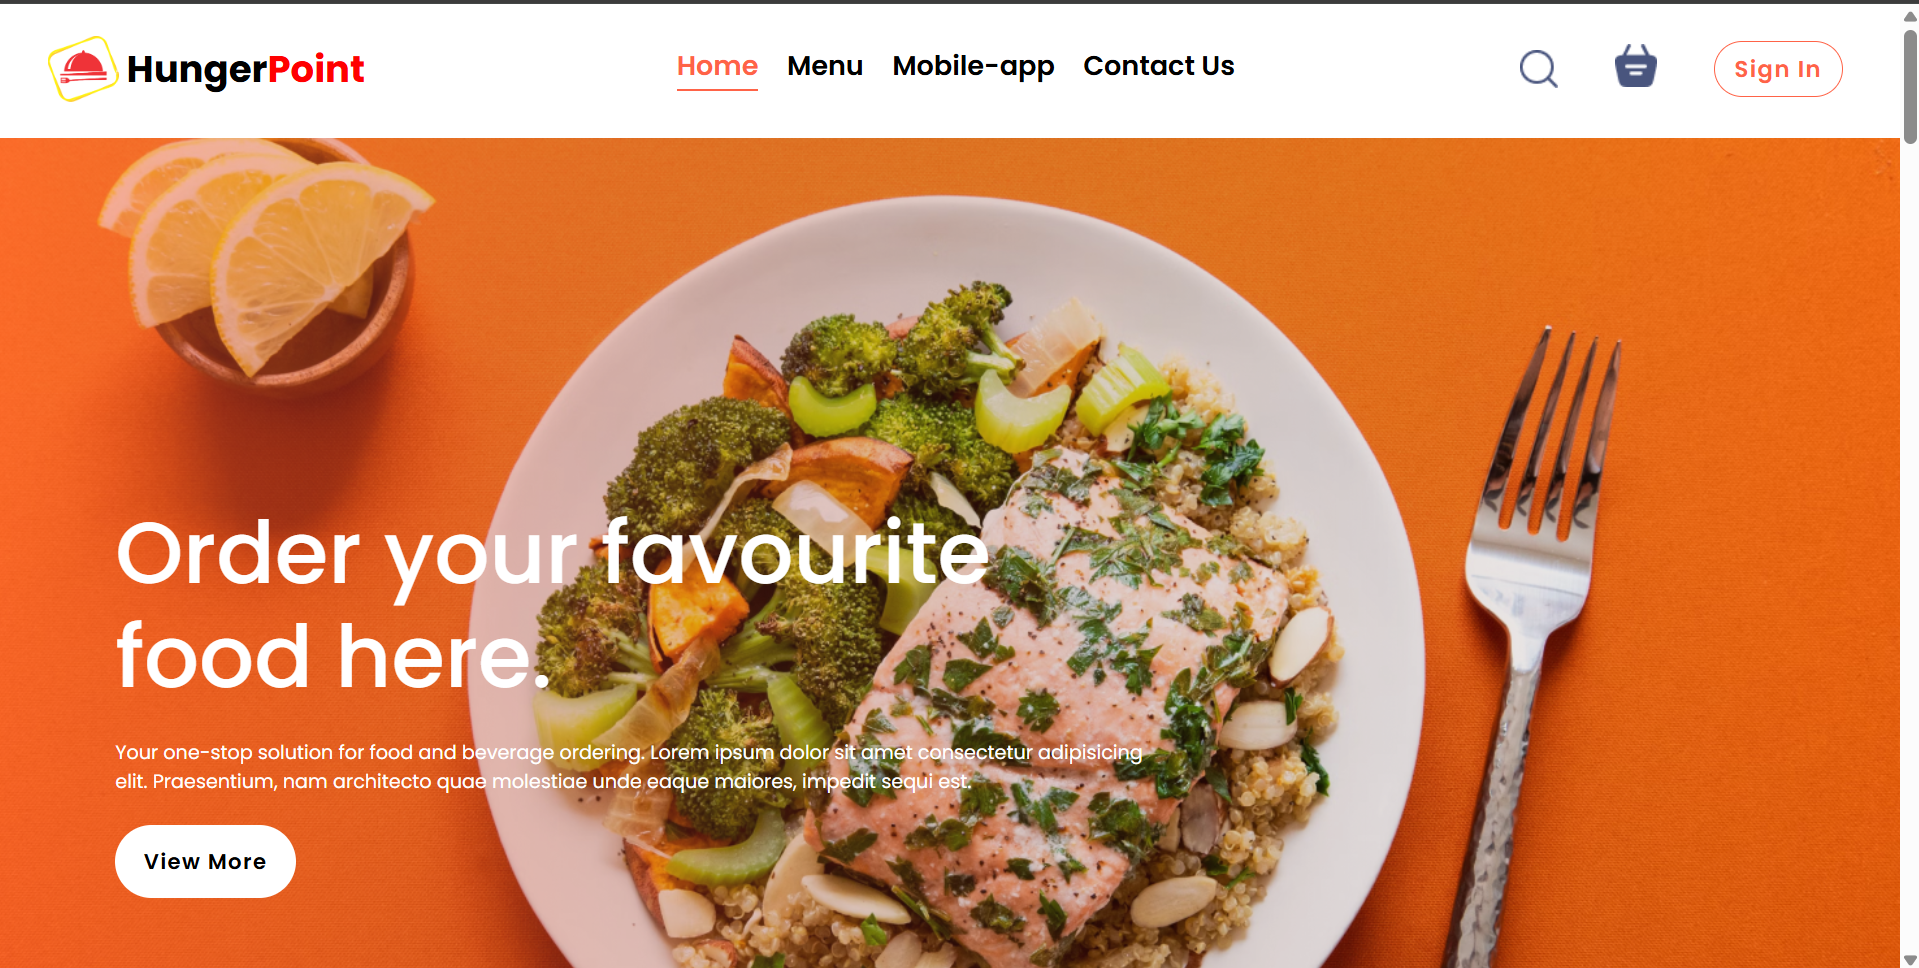 HungerPoint
Home Menu Mobile-app Contact Us
Sign In
Order your favourite
food here.
Your one-stop solution for food and beverage ordering. Lorem ipsum dolor sit amet consectetur adipisicing
elit. Praesentium, nam architecto quae molestiae unde eaque maiores, impedit sequi est.
View More